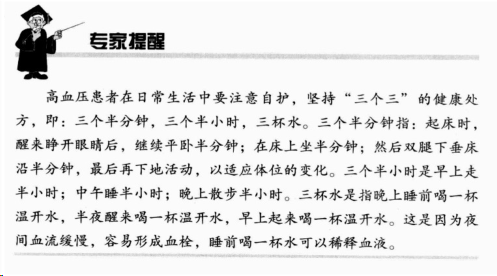 专家提醒
高血压患者在日常生活中要注意自护，坚持“三个三”的健康处
方，即：三个半分钟，三个半小时，三杯水。三个半分钟指：起床时，
醒来睁开眼睛后，继续平卧半分钟；在床上坐半分钟；然后双腿下垂床
沿半分钟，最后再下地活动，以适应体位的变化。三个半小时是早上走
半小时；中午睡半小时；晚上散步半小时。三杯水是指晚上睡前喝一杯
温开水，半夜醒来喝一杯温开水，早上起来喝一杯温开水。这是因为夜
间血流缓慢，容易形成血栓，睡前喝一杯水可以稀释血液。